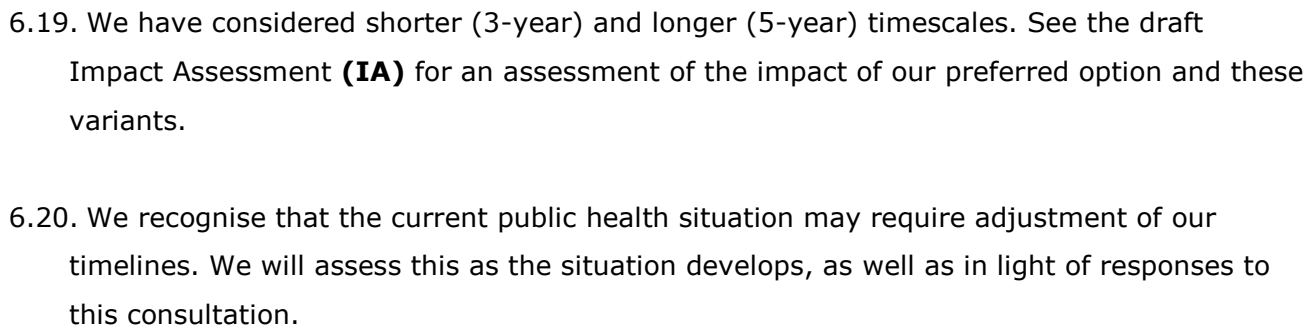 6.19. We have considered shorter (3-year) and longer (5-year) timescales. See the draft
Impact Assessment (IA) for an assessment of the impact of our preferred option and these
variants.
6.20. We recognise that the current public health situation may require adjustment of our
timelines. We will assess this as the situation develops, as well as in light of responses to
this consultation.